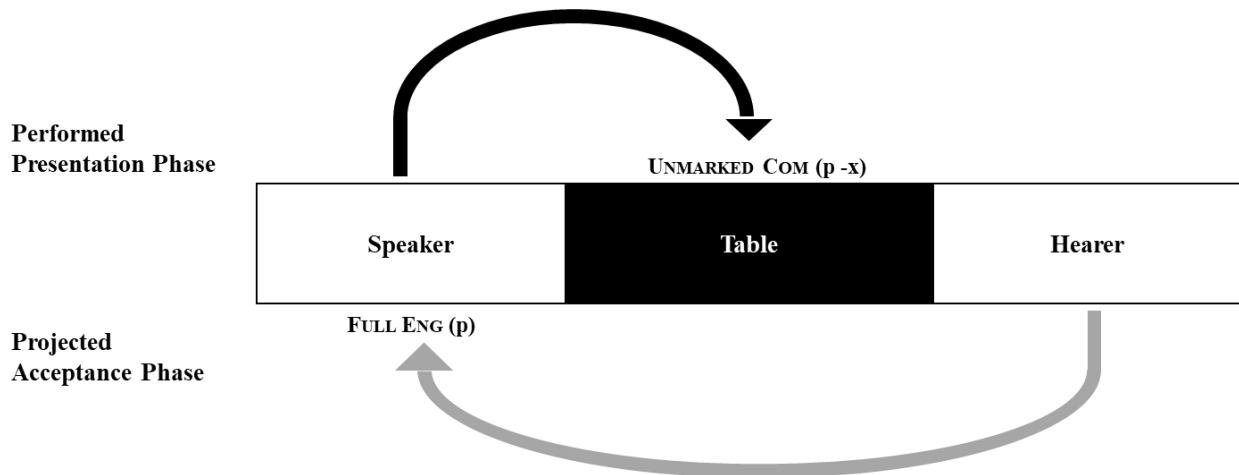 Performed
Presentation Phase
UNMARKED COM (p -x)
Speaker
Table
Hearer
FULL ENG (p)
Projected
Acceptance Phase